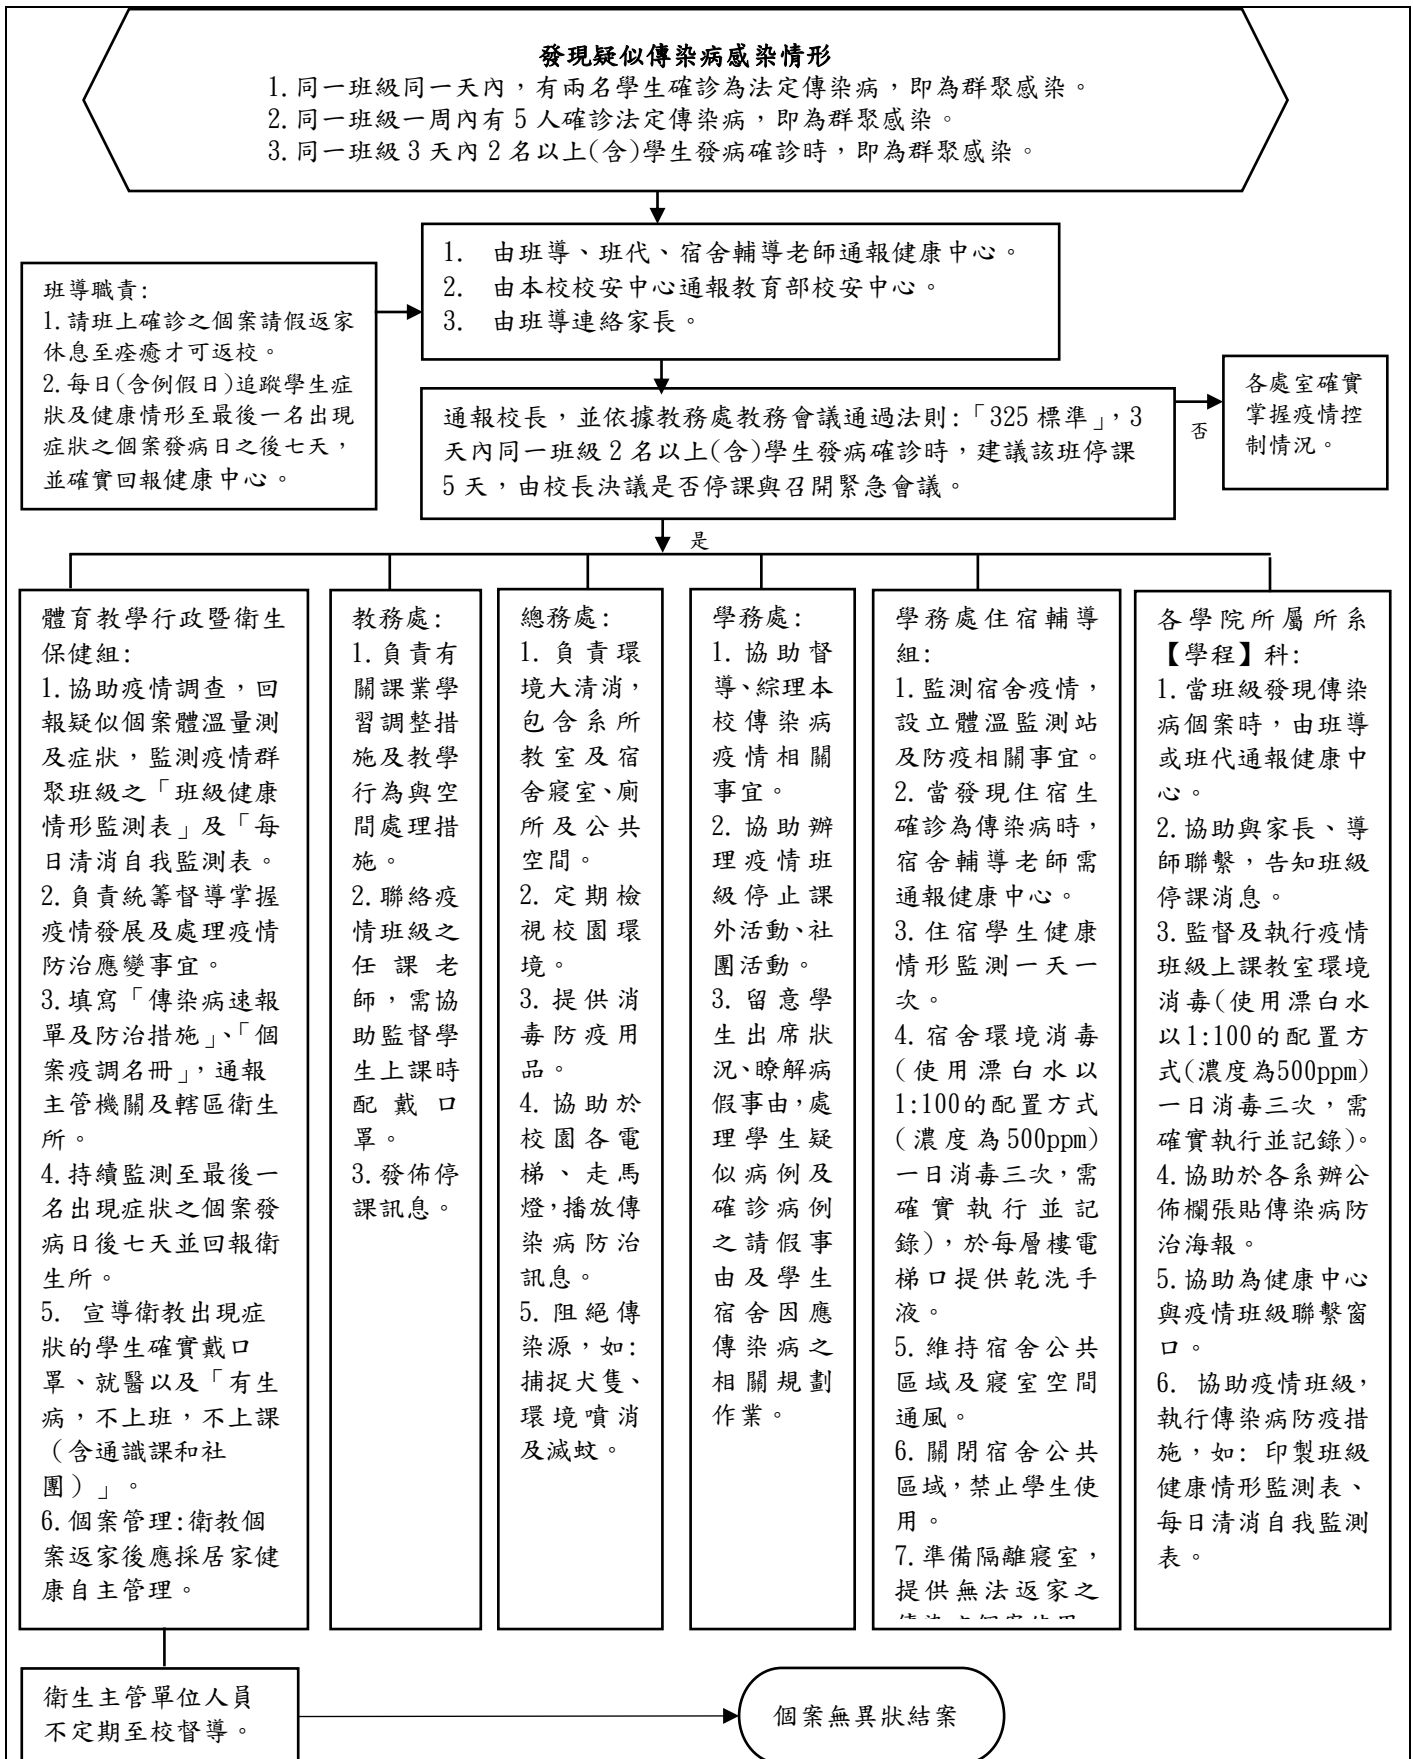 發現疑似傳染病感染情形
1.同一班級同一天內，有兩名學生確診為法定傳染病，即為群聚感染。
2.同一班級一周內有 5 人確診法定傳染病，即為群聚感染。
3.同一班級 3 天內 2 名以上(含)學生發病確診時，即為群聚感染。
1. 由班導、班代、宿舍輔導老師通報健康中心。
2. 由本校校安中心通報教育部校安中心。
3. 由班導連絡家長。
班導職責:
1.請班上確診之個案請假返家
休息至痊癒才可返校。
2.每日(含例假日)追蹤學生症
狀及健康情形至最後一名出現
症狀之個案發病日之後七天，
並確實回報健康中心。
通報校長，並依據教務處教務會議通過法則:「325 標準」，3
天內同一班級 2 名以上(含)學生發病確診時，建議該班停課
5 天，由校長決議是否停課與召開緊急會議。
否
各處室確實
掌握疫情控
制情況。
是
體育教學行政暨衛生
保健組:
1.協助疫情調查，回
報疑似個案體溫量測
及症狀，監測疫情群
聚班級之「班級健康
情形監測表」及「每
日清消自我監測表。
2.負責統籌督導掌握
疫情發展及處理疫情
防治應變事宜。
3.填寫「傳染病速報
單及防治措施」、「個
案疫調名冊」，通報
主管機關及轄區衛生
所。
4.持續監測至最後一
名出現症狀之個案發
病日後七天並回報衛
生所。
5. 宣導衛教出現症
狀的學生確實戴口
罩、就醫以及「有生
病，不上班，不上課
（含通識課和社
團）」。
6.個案管理:衛教個
案返家後應採居家健
康自主管理。
教務處:
1.負責有
關課業學
習調整措
施及教學
行為與空
間處理措
施。
2.聯絡疫
情班級之
任課老
師，需協
助監督學
生上課時
配戴口
罩。
3.發佈停
課訊息。
總務處:
1.負責環
境大清消，
包含系所
教室及宿
舍寢室、廁
所及公共
空間。
2.定期檢
視校園環
境。
3.提供消
毒防疫用
品。
4.協助於
校園各電
梯、走馬
燈，播放傳
染病防治
訊息。
5.阻絕傳
染源，如:
捕捉犬隻、
環境噴消
及滅蚊。
學務處:
1.協助督
導、綜理本
校傳染病
疫情相關
事宜。
2.協助辦
理疫情班
級停止課
外活動、社
團活動。
3.留意學
生出席狀
況、瞭解病
假事由，處
理學生疑
似病例及
確診病例
之請假事
由及學生
宿舍因應
傳染病之
相關規劃
作業。
學務處住宿輔導
組:
1.監測宿舍疫情，
設立體溫監測站
及防疫相關事宜。
2.當發現住宿生
確診為傳染病時，
宿舍輔導老師需
通報健康中心。
3.住宿學生健康
情形監測一天一
次。
4.宿舍環境消毒
(使用漂白水以
1:100的配置方式
(濃度為500ppm)
一日消毒三次，需
確實執行並記
錄)，於每層樓電
梯口提供乾洗手
液。
5.維持宿舍公共
區域及寢室空間
通風。
6.關閉宿舍公共
區域，禁止學生使
用。
7.準備隔離寢室，
提供無法返家之
各學院所屬所系
【學程】科:
1.當班級發現傳染
病個案時，由班導
或班代通報健康中
心。
2.協助與家長、導
師聯繫，告知班級
停課消息。
3.監督及執行疫情
班級上課教室環境
消毒(使用漂白水
以1:100的配置方
式(濃度為500ppm)
一日消毒三次，需
確實執行並記錄)。
4.協助於各系辦公
佈欄張貼傳染病防
治海報。
5.協助為健康中心
與疫情班級聯繫窗
口。
6. 協助疫情班級，
執行傳染病防疫措
施，如: 印製班級
健康情形監測表、
每日清消自我監測
表。
衛生主管單位人員
不定期至校督導。
個案無異狀結案